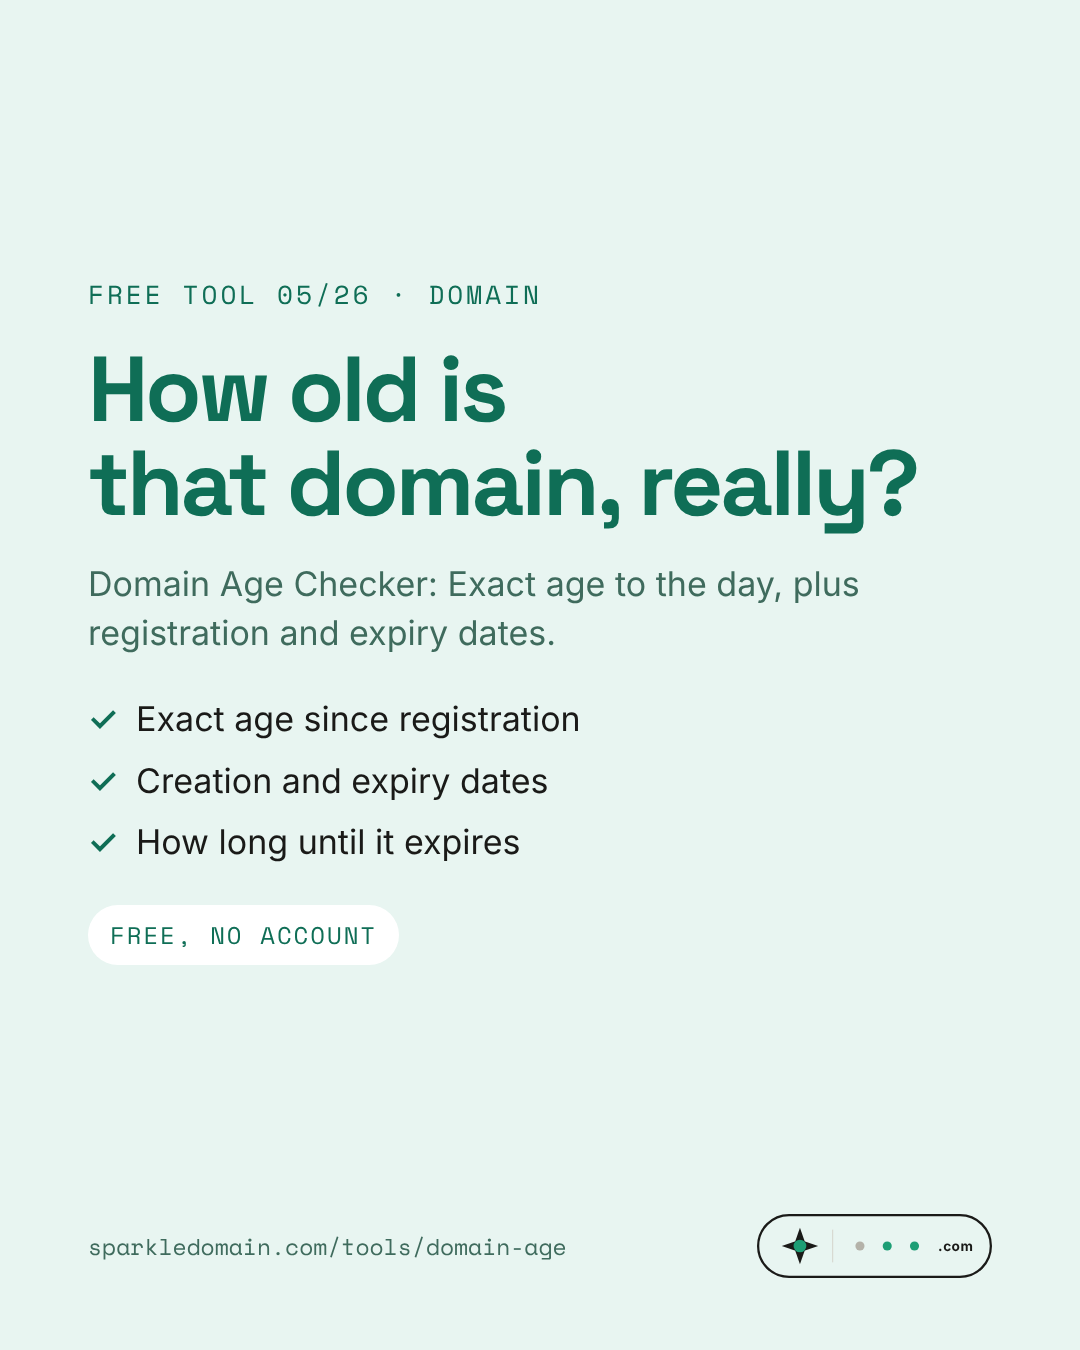 FREE TOOL 05/26 · DOMAIN
How old is
that domain, really?
Domain Age Checker: Exact age to the day, plus
registration and expiry dates.
Exact age since registration
Creation and expiry dates
How long until it expires
FREE, NO ACCOUNT
sparkledomain.com/tools/domain-age
.com